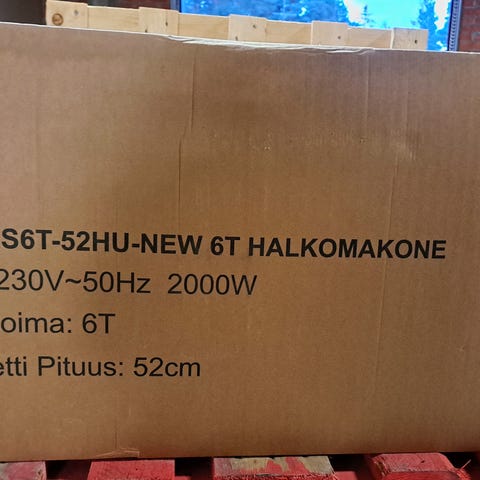 S6T-52HU-NEW 6T HALKOMAKONE
230V~50Hz 2000W
oima: 6T
etti Pituus: 52cm